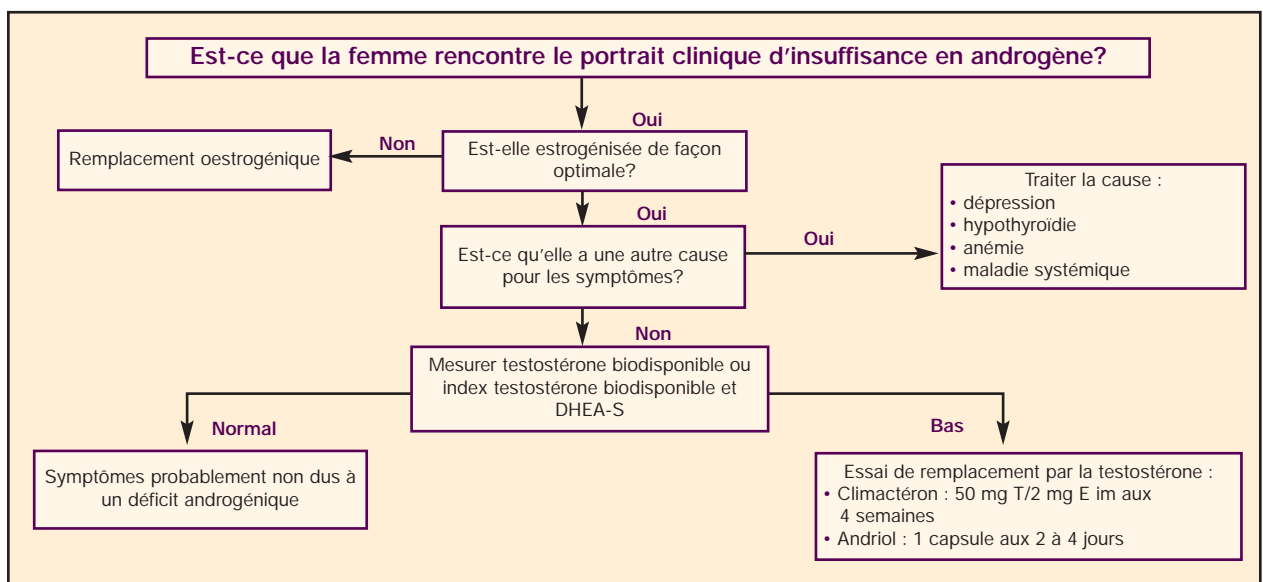 Est-ce que la femme rencontre le portrait clinique d'insuffisance en androgène?
Oui
Non
Remplacement oestrogénique
Est-elle estrogénisée de façon
optimale?
Oui
Traiter la cause :
• dépression
• hypothyroïdie
• anémie
• maladie systémique
Est-ce qu'elle a une autre cause
pour les symptômes?
Oui
Non
Mesurer testostérone biodisponible ou
index testostérone biodisponible et
DHEA-S
Normal
Bas
Symptômes probablement non dus à
un déficit androgénique
Essai de remplacement par la testostérone :
• Climactéron : 50 mg T/2 mg E im aux
4 semaines
• Andriol : 1 capsule aux 2 à 4 jours